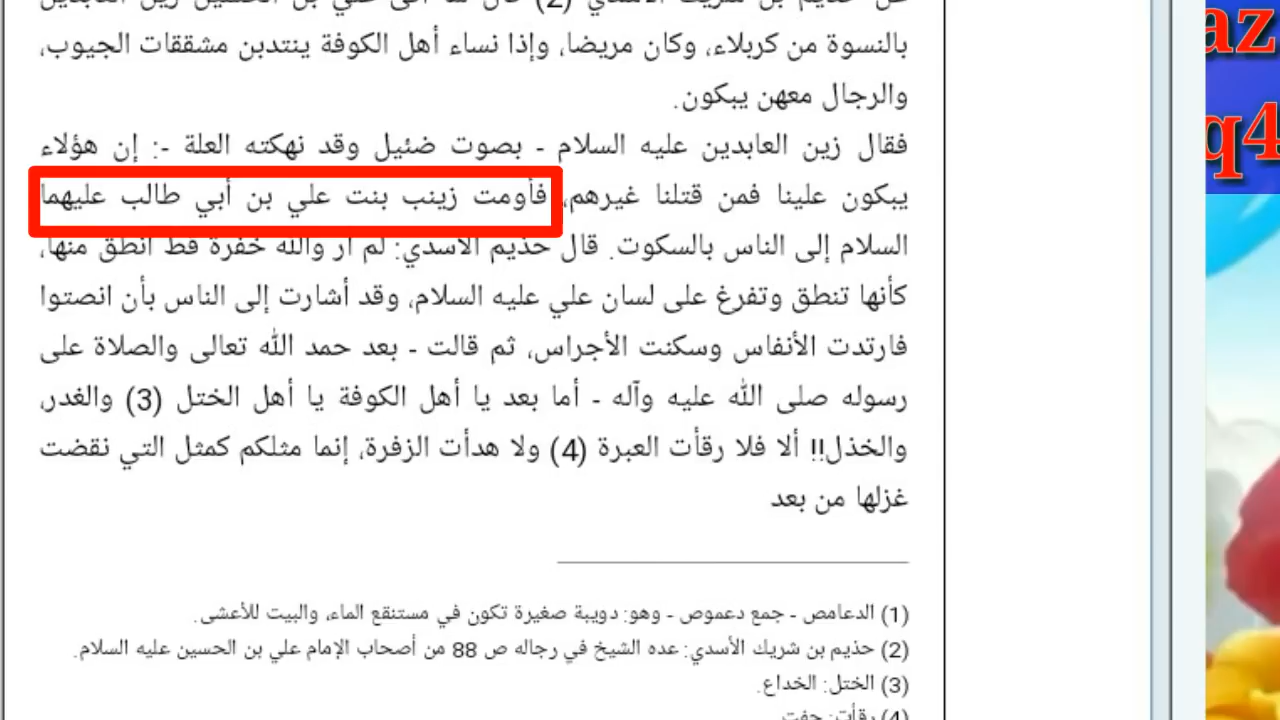 بالنسوة من كربلاء، وكان مريضا، وإذا نساء أهل الكوفة ينتدبن مشققات الجيوب،
والرجال معهن يبكون.
فقال زين العابدين عليه السلام - بصوت ضئيل وقد نهكته العلة -: إن هؤلاء
يبكون علينا فمن قتلنا غيرهم، فأومت زينب بنت علي بن أبي طالب عليهما
السلام إلى الناس بالسكوت. قال حذيم الأسدي: لم أر والله خفرة قط انطق منها،
كأنها تنطق وتفرغ على لسان علي عليه السلام، وقد أشارت إلى الناس بأن انصتوا
فارتدت الأنفاس وسكنت الأجراس، ثم قالت - بعد حمد الله تعالى والصلاة على
رسوله صلى الله عليه وآله - أما بعد يا أهل الكوفة يا أهل الختل (3) والغدر،
والخذل!! ألا فلا رقأت العبرة (4) ولا هدأت الزفرة، إنما مثلكم كمثل التي نقضت
غزلها من بعد
(1) الدعامص - جمع دعموص - وهو: دويبة صغيرة تكون في مستنقع الماء، والبيت للأعشى.
(2) حذيم بن شريك الأسدي: عده الشيخ في رجاله ص 88 من أصحاب الإمام علي بن الحسين عليه السلام.
(3) الختل: الخداع.
(4) رقأت: جفت
az
q4